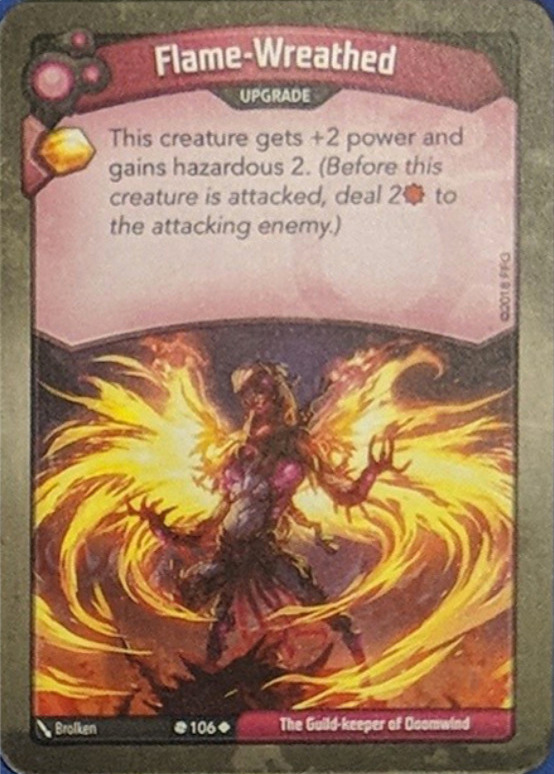 Flame-Wreathed
UPGRADE
This creature gets +2 power and
gains hazardous 2. (Before this
creature is attacked, deal 2 to
the attacking enemy.)
©2018 FFG
Brolken
106
The Guild-keeper of Doomwind